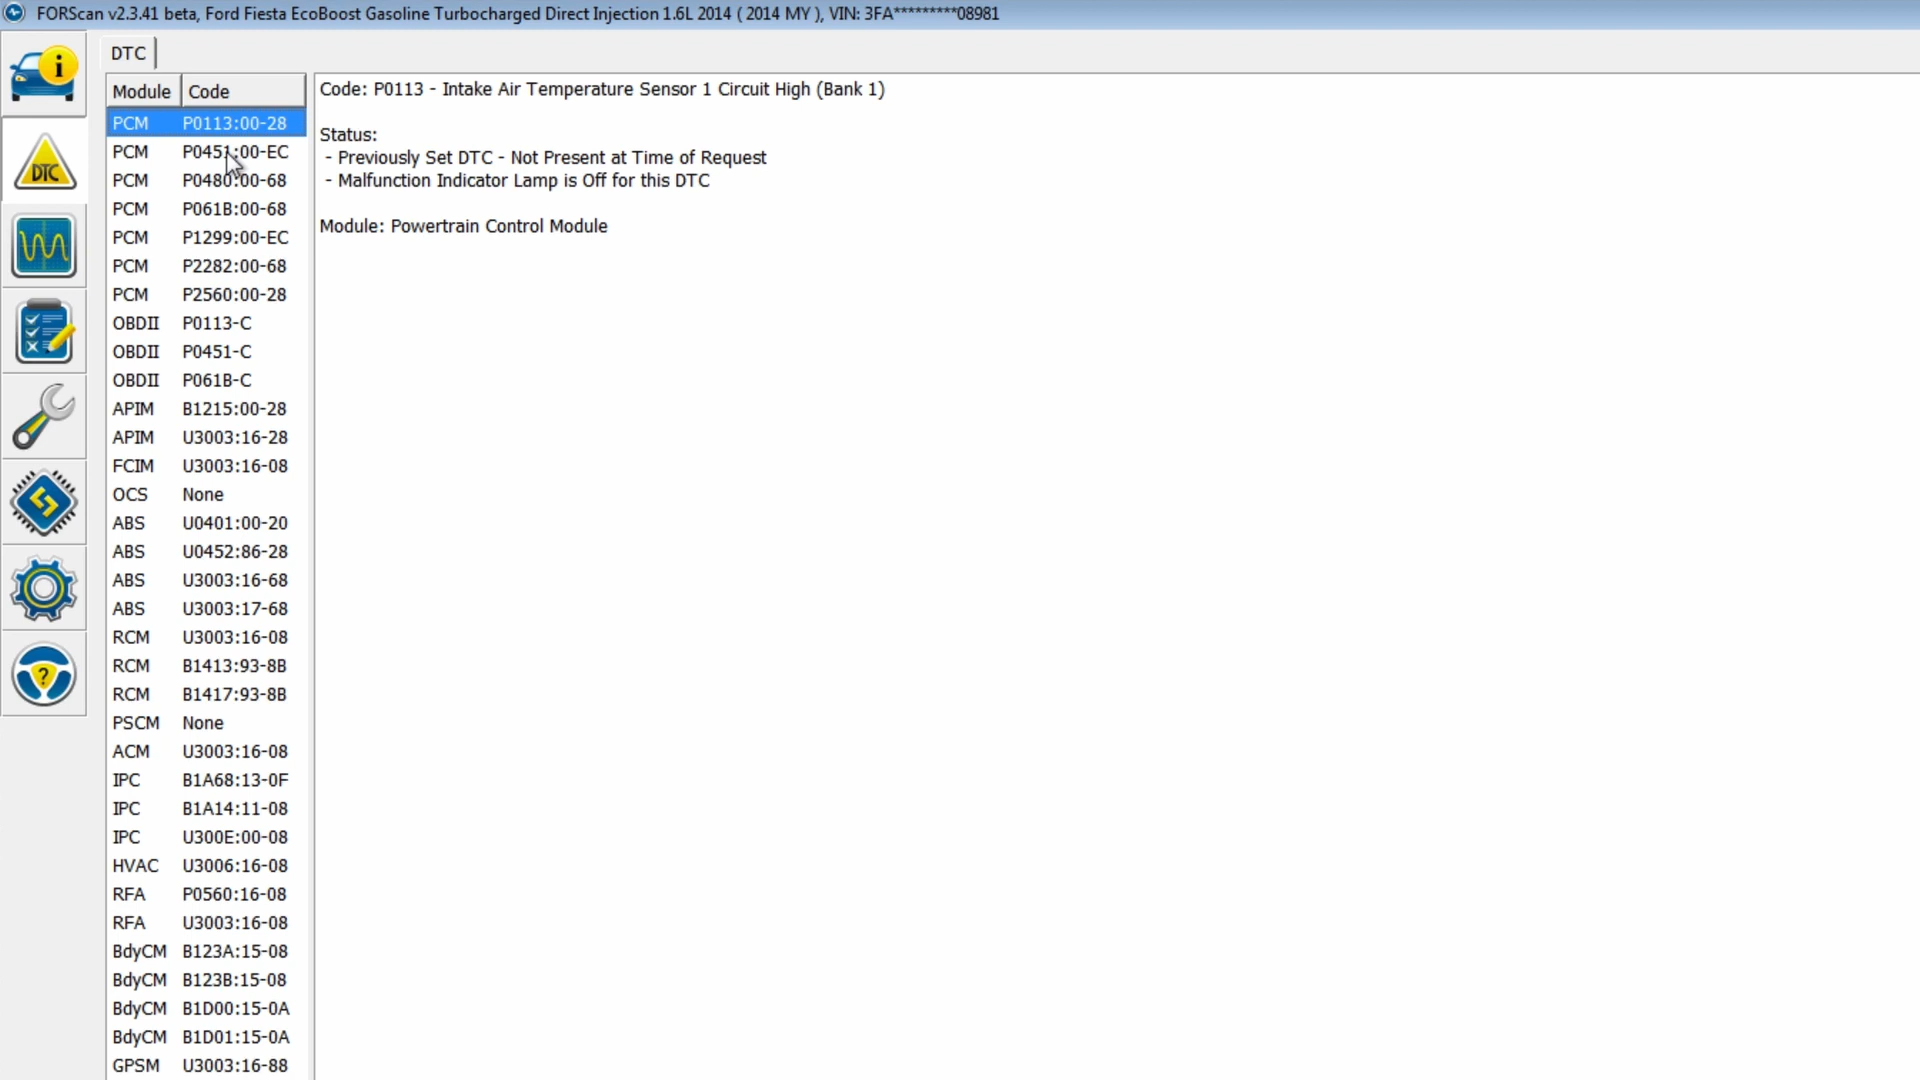 FORScan v2.3.41 beta, Ford Fiesta EcoBoost Gasoline Turbocharged Direct Injection 1.6L 2014 ( 2014 MY ), VIN: 3FA*********08981
i
DTC
Module Code
PCM P0113:00-28
PCM P0451:00-EC
PCM P0480:00-68
PCM P061B:00-68
PCM P1299:00-EC
PCM P2282:00-68
PCM P2560:00-28
OBDII P0113-C
OBDII P0451-C
OBDII P061B-C
APIM B1215:00-28
APIM U3003:16-28
FCIM U3003:16-08
OCS None
ABS U0401:00-20
ABS U0452:86-28
ABS U3003:16-68
ABS U3003:17-68
RCM U3003:16-08
RCM B1413:93-8B
RCM B1417:93-8B
PSCM None
ACM U3003:16-08
IPC B1A68:13-0F
IPC B1A14:11-08
IPC U300E:00-08
HVAC U3006:16-08
RFA P0560:16-08
RFA U3003:16-08
BdyCM B123A:15-08
BdyCM B123B:15-08
BdyCM B1D00:15-0A
BdyCM B1D01:15-0A
GPSM U3003:16-88
Code: P0113 - Intake Air Temperature Sensor 1 Circuit High (Bank 1)
Status:
- Previously Set DTC - Not Present at Time of Request
- Malfunction Indicator Lamp is Off for this DTC
Module: Powertrain Control Module
DTC
?